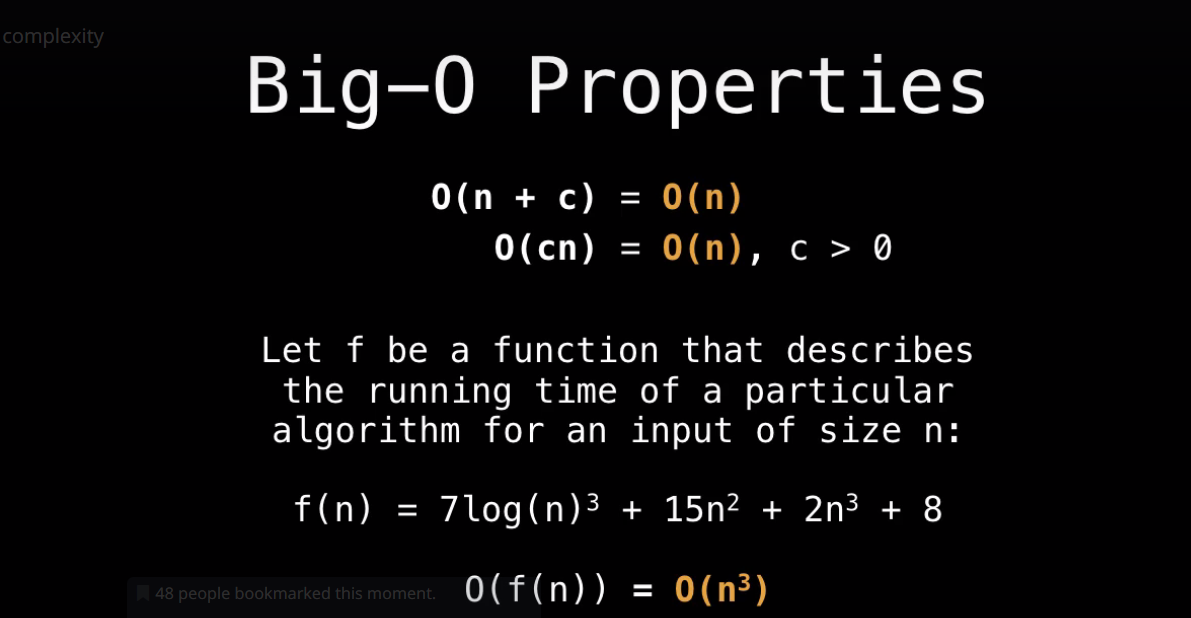 complexity
Big-O Properties
O(n + c) = O(n)
O(cn) = O(n), c > 0
Let f be a function that describes
the running time of a particular
algorithm for an input of size n:
f(n) = 7log(n)³ + 15n² + 2n³ + 8
O(f(n)) = O(n³)
48 people bookmarked this moment.